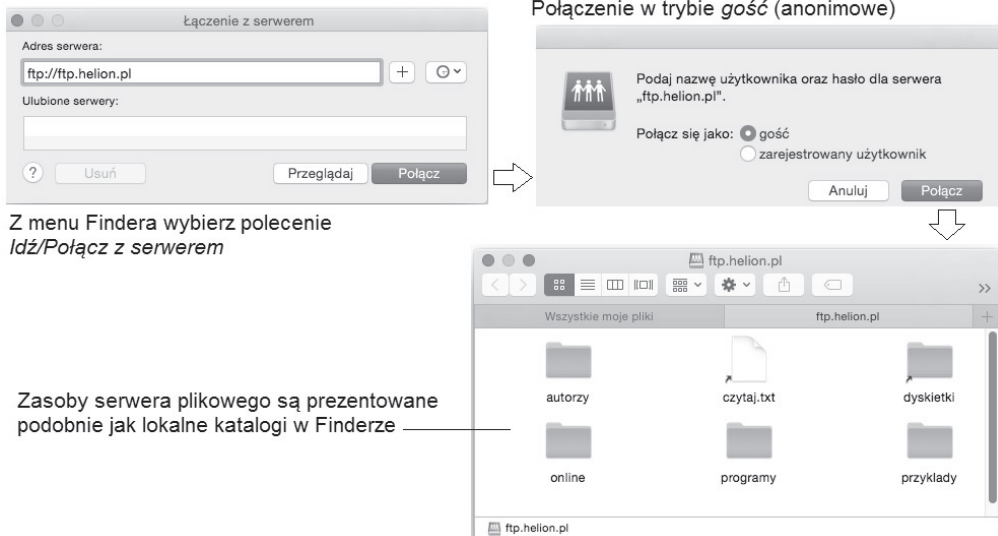 Łączenie z serwerem
Adres serwera:
ftp://ftp.helion.pl
+
Ulubione serwery:
? Usuń Przeglądaj Połącz
Z menu Findera wybierz polecenie
Idź/Połącz z serwerem
Połączenie w trybie gość (anonimowe)
Podaj nazwę użytkownika oraz hasło dla serwera
„ftp.helion.pl”.
Połącz się jako: gość
zarejestrowany użytkownik
Anuluj Połącz
ftp.helion.pl
Wszystkie moje pliki ftp.helion.pl +
autorzy czytaj.txt dyskietki
online programy przyklady
ftp.helion.pl
Zasoby serwera plikowego są prezentowane
podobnie jak lokalne katalogi w Finderze